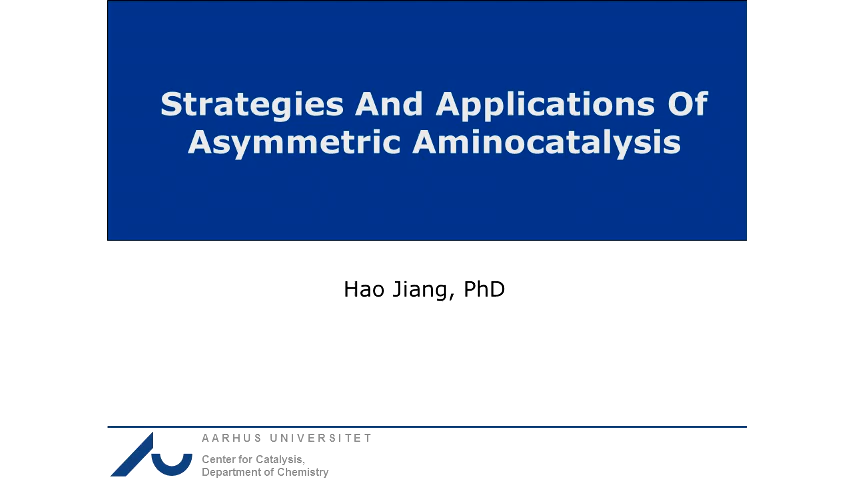 Strategies And Applications Of
Asymmetric Aminocatalysis
Hao Jiang, PhD
AARHUS UNIVERSITET
Center for Catalysis,
Department of Chemistry